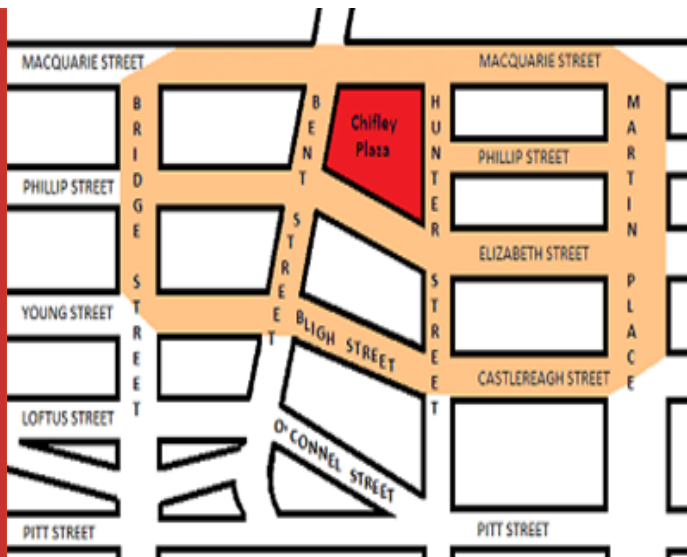 MACQUARIE STREET
MACQUARIE STREET
BRIDGE STREET
BENT STREET
Chifley
Plaza
HUNTER STREET
MARTIN PLACE
PHILLIP STREET
PHILLIP STREET
ELIZABETH STREET
YOUNG STREET
BLIGH STREET
CASTLEREAGH STREET
LOFTUS STREET
O'CONNEL STREET
PITT STREET
PITT STREET